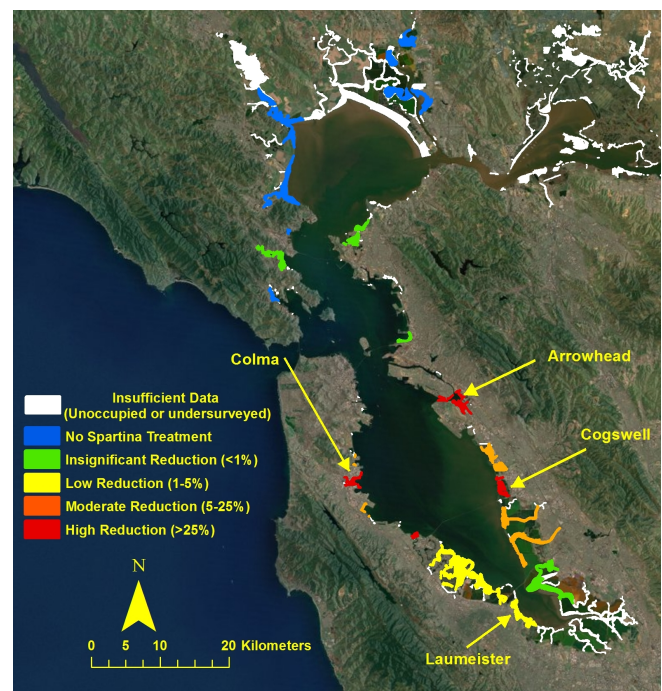 Colma
Arrowhead
Insufficient Data
(Unoccupied or undersurveyed)
No Spartina Treatment
Insignificant Reduction (<1%)
Low Reduction (1-5%)
Moderate Reduction (5-25%)
High Reduction (>25%)
Cogswell
N
0 5 10 20 Kilometers
Laumeister